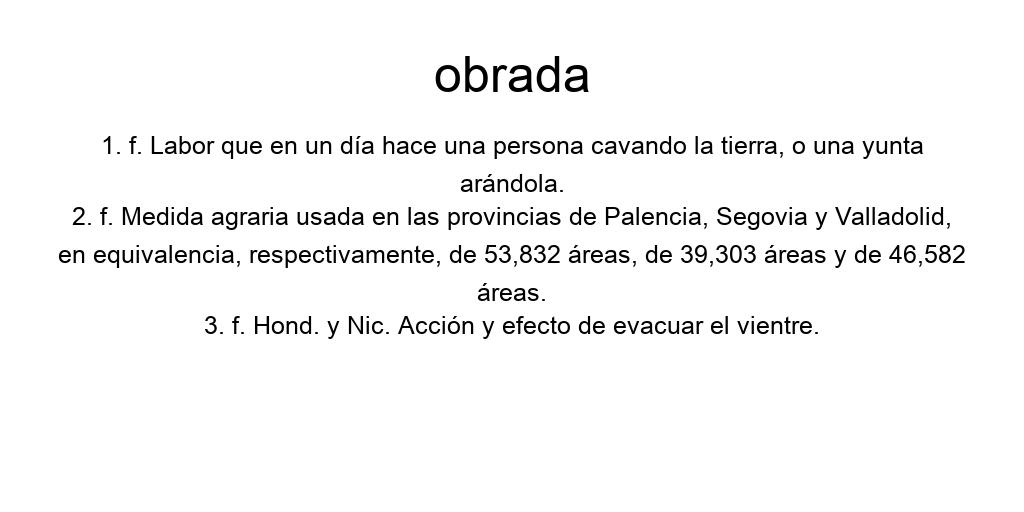 obrada
1. f. Labor que en un día hace una persona cavando la tierra, o una yunta
arándola.
2. f. Medida agraria usada en las provincias de Palencia, Segovia y Valladolid,
en equivalencia, respectivamente, de 53,832 áreas, de 39,303 áreas y de 46,582
áreas.
3. f. Hond. y Nic. Acción y efecto de evacuar el vientre.